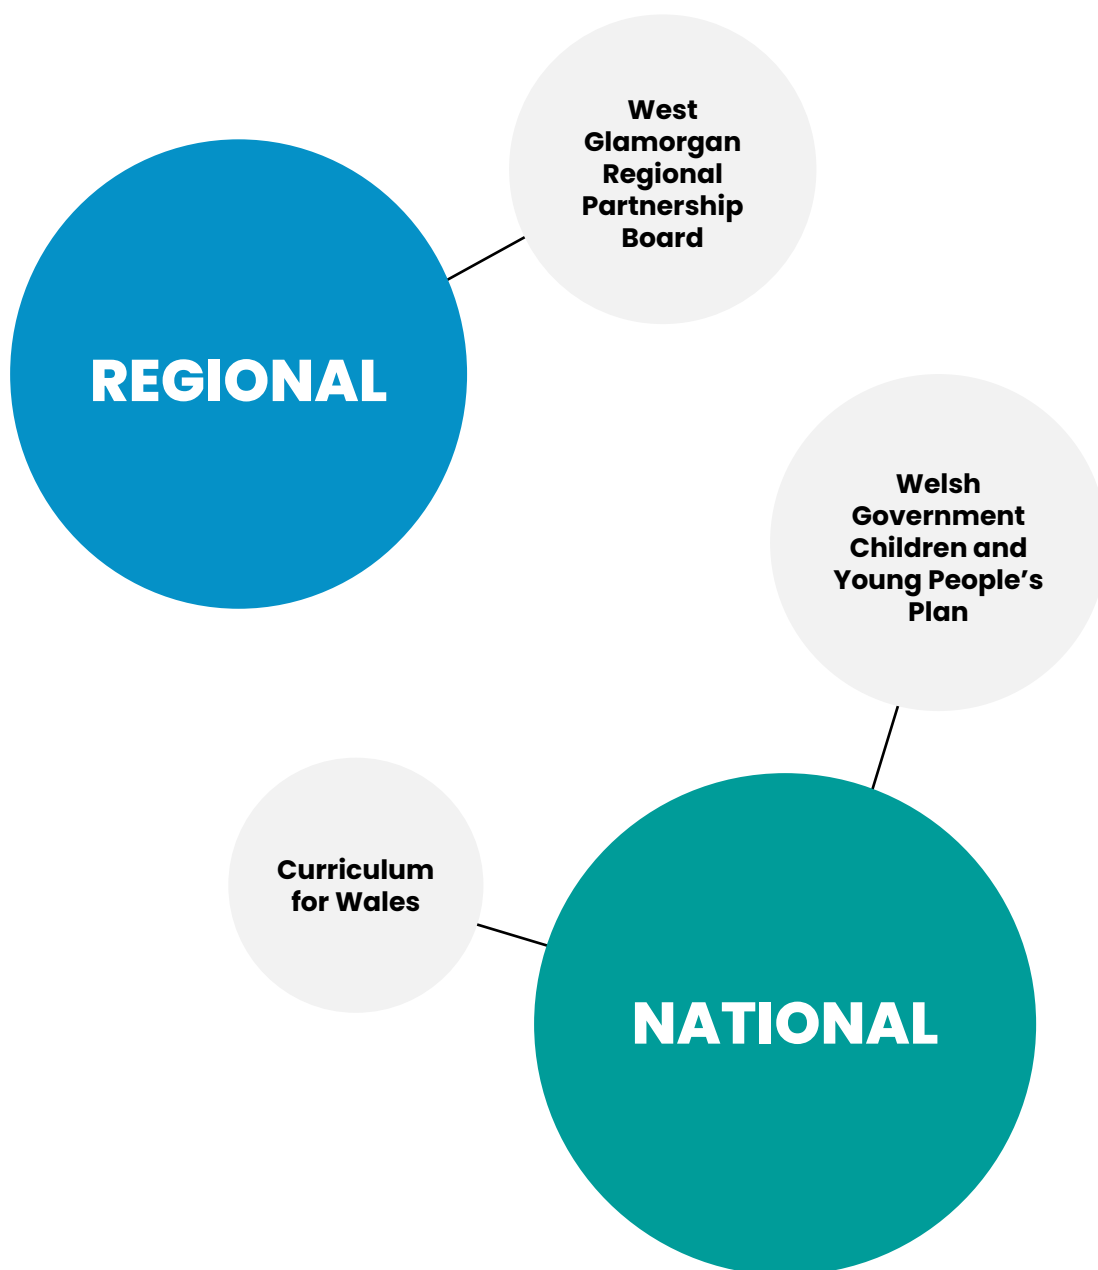 West
Glamorgan
Regional
Partnership
Board
REGIONAL
Welsh
Government
Children and
Young People’s
Plan
Curriculum
for Wales
NATIONAL